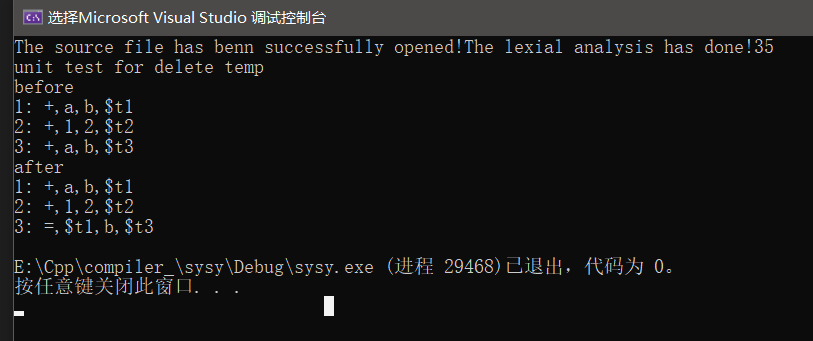 选择Microsoft Visual Studio 调试控制台
The source file has benn successfully opened!The lexial analysis has done!35
unit test for delete temp
before
1: +,a,b,$t1
2: +,1,2,$t2
3: +,a,b,$t3
after
1: +,a,b,$t1
2: +,1,2,$t2
3: =,$t1,b,$t3
E:\Cpp\compiler_\sysy\Debug\sysy.exe (进程 29468)已退出，代码为 0。
按任意键关闭此窗口. . .